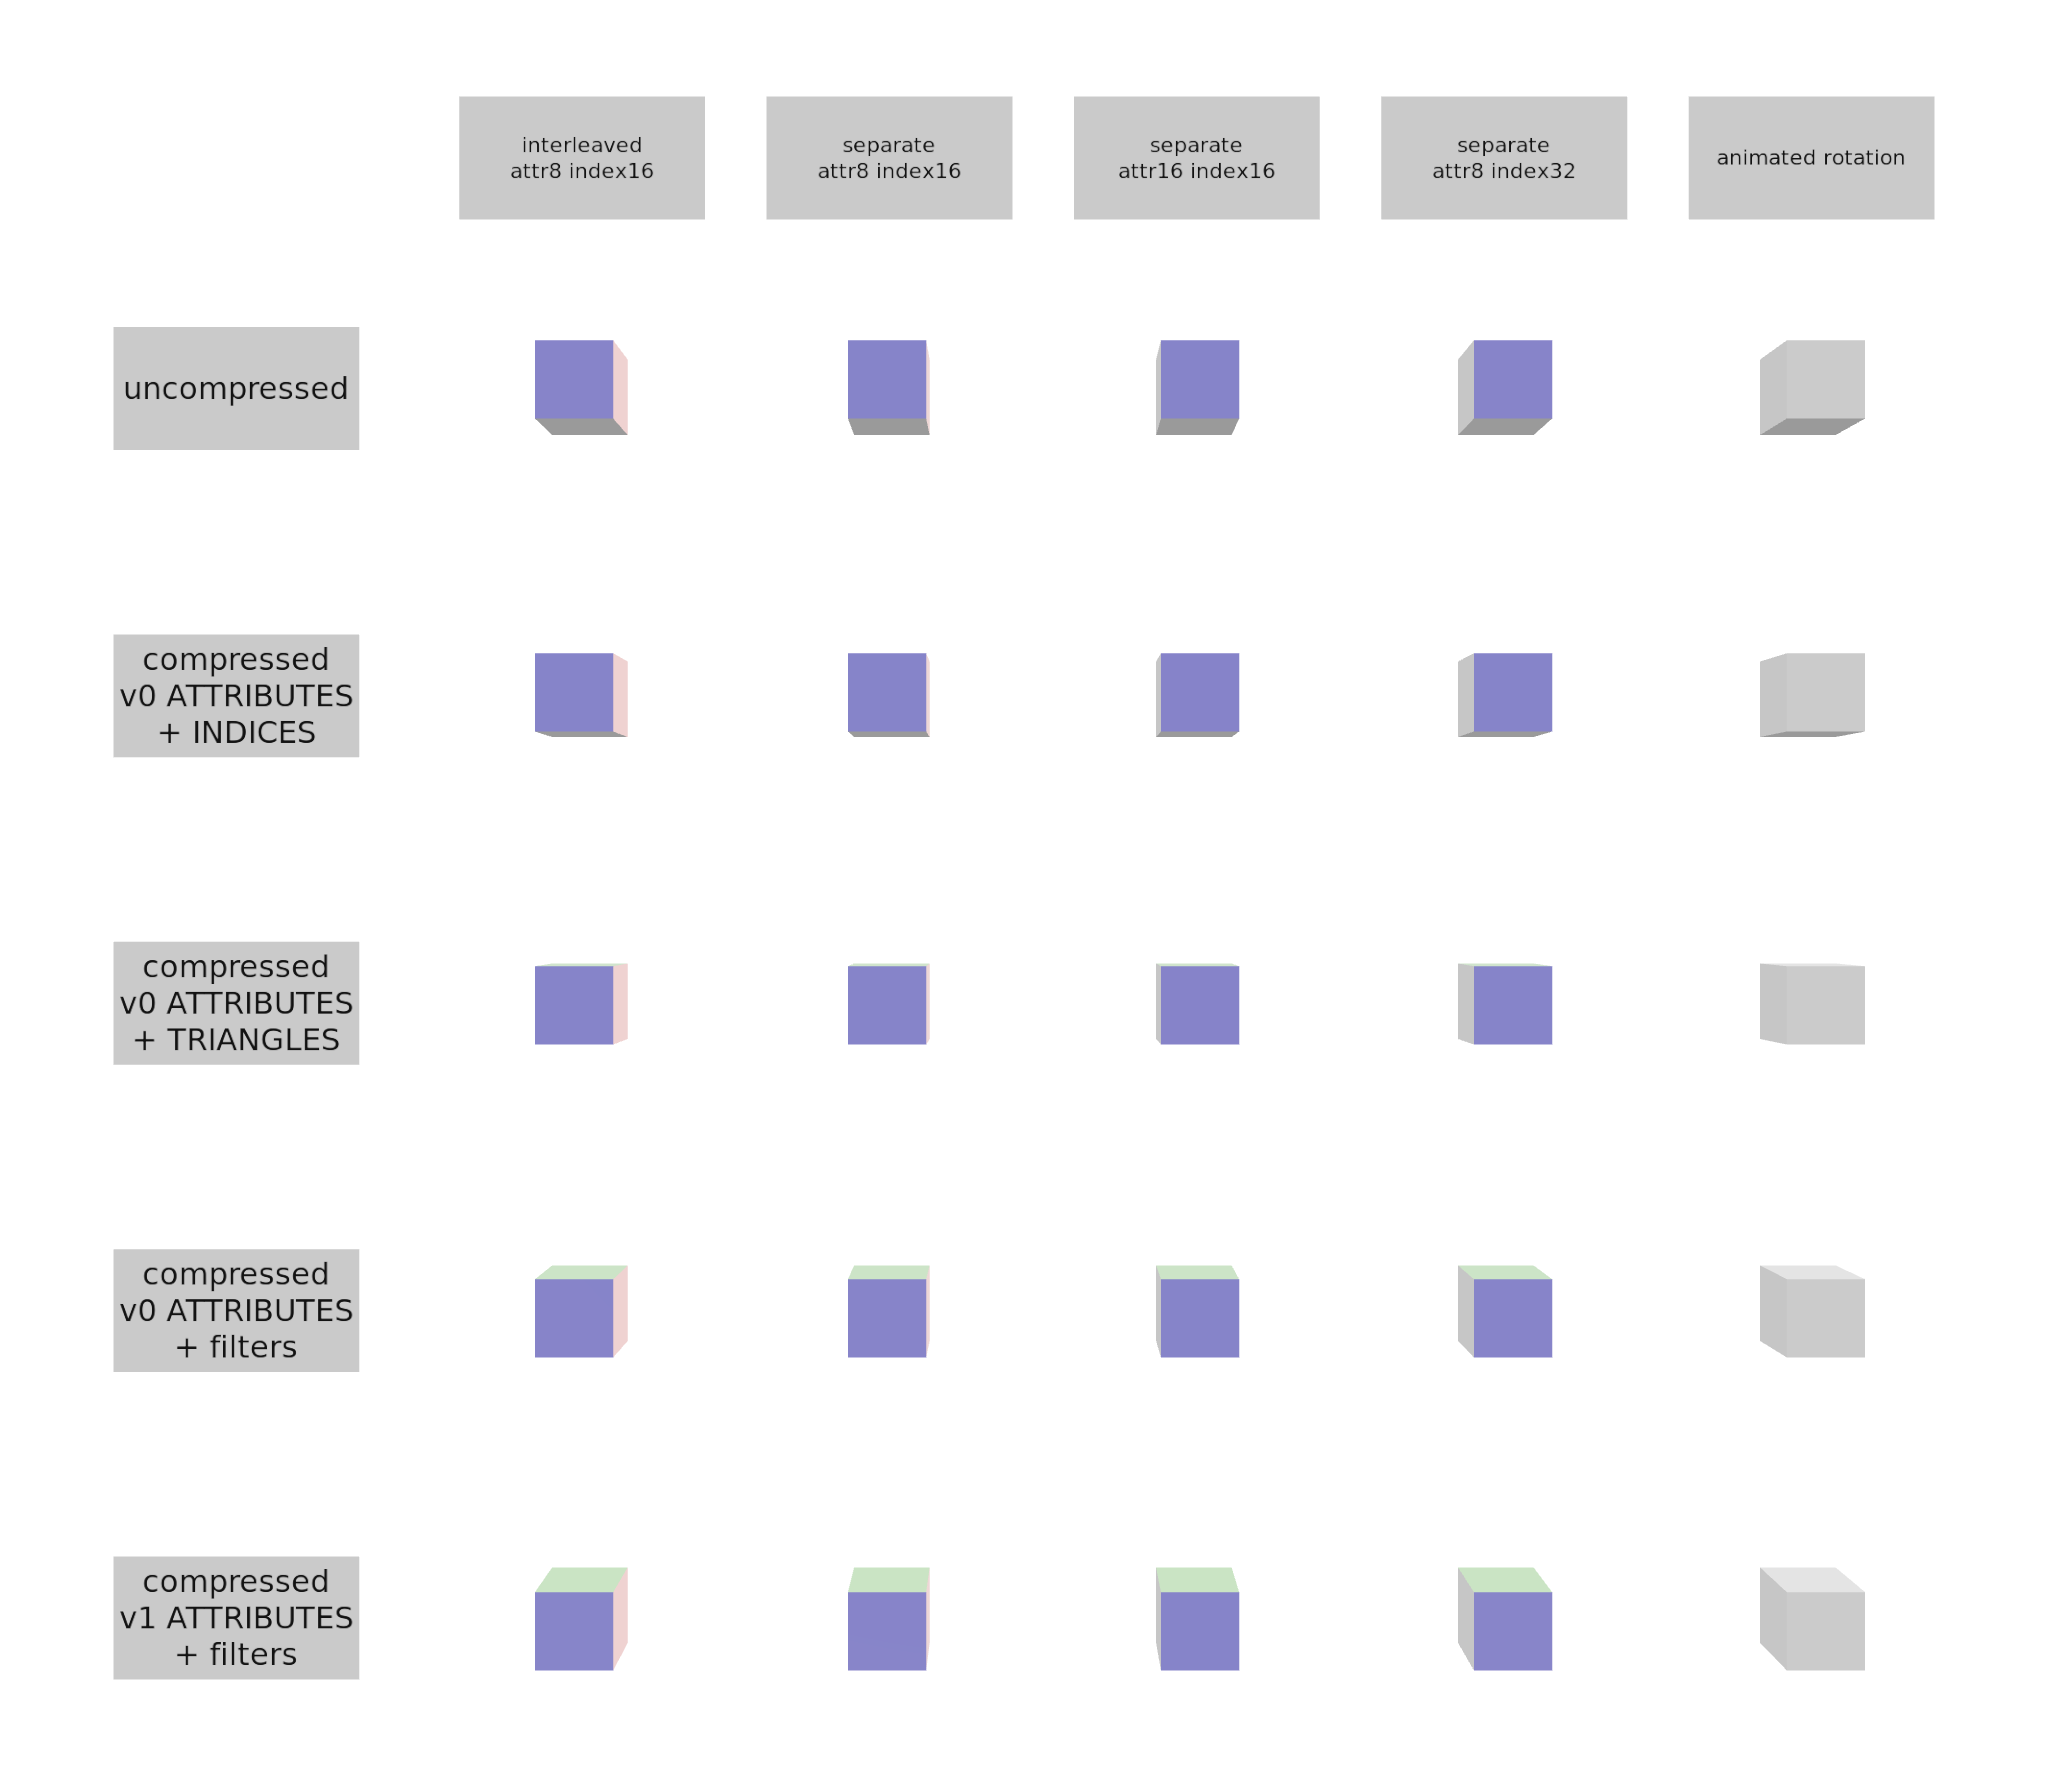 interleaved
attr8 index16
separate
attr8 index16
separate
attr16 index16
separate
attr8 index32
animated rotation
uncompressed
compressed
v0 ATTRIBUTES
+ INDICES
compressed
v0 ATTRIBUTES
+ TRIANGLES
compressed
v0 ATTRIBUTES
+ filters
compressed
v1 ATTRIBUTES
+ filters